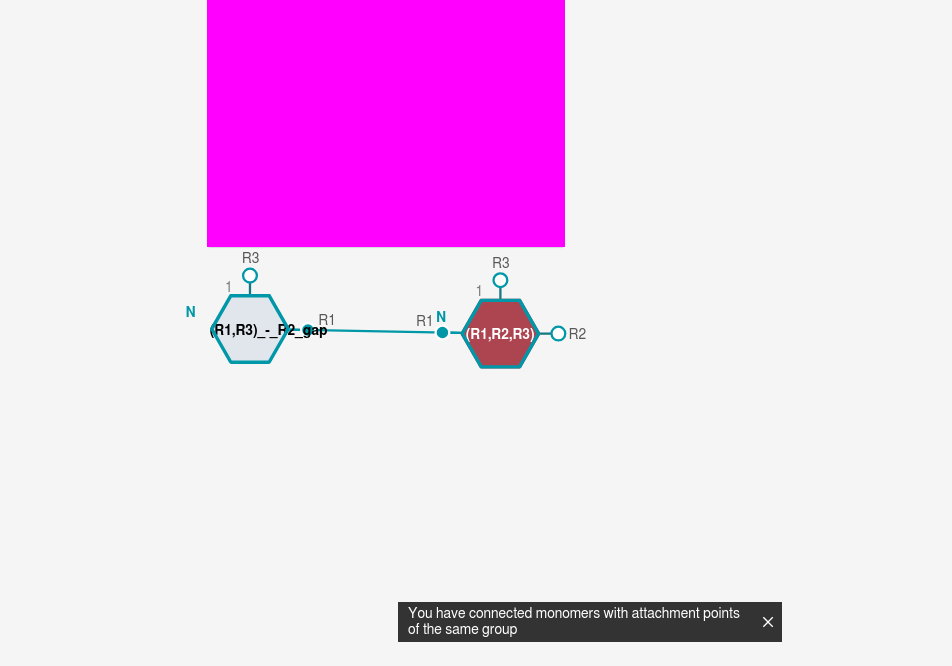 R3
R3
1
1
N
R1
R1
N
(R1,R3)_-_R2_gap
(R1,R2,R3)
R2
You have connected monomers with attachment points
of the same group